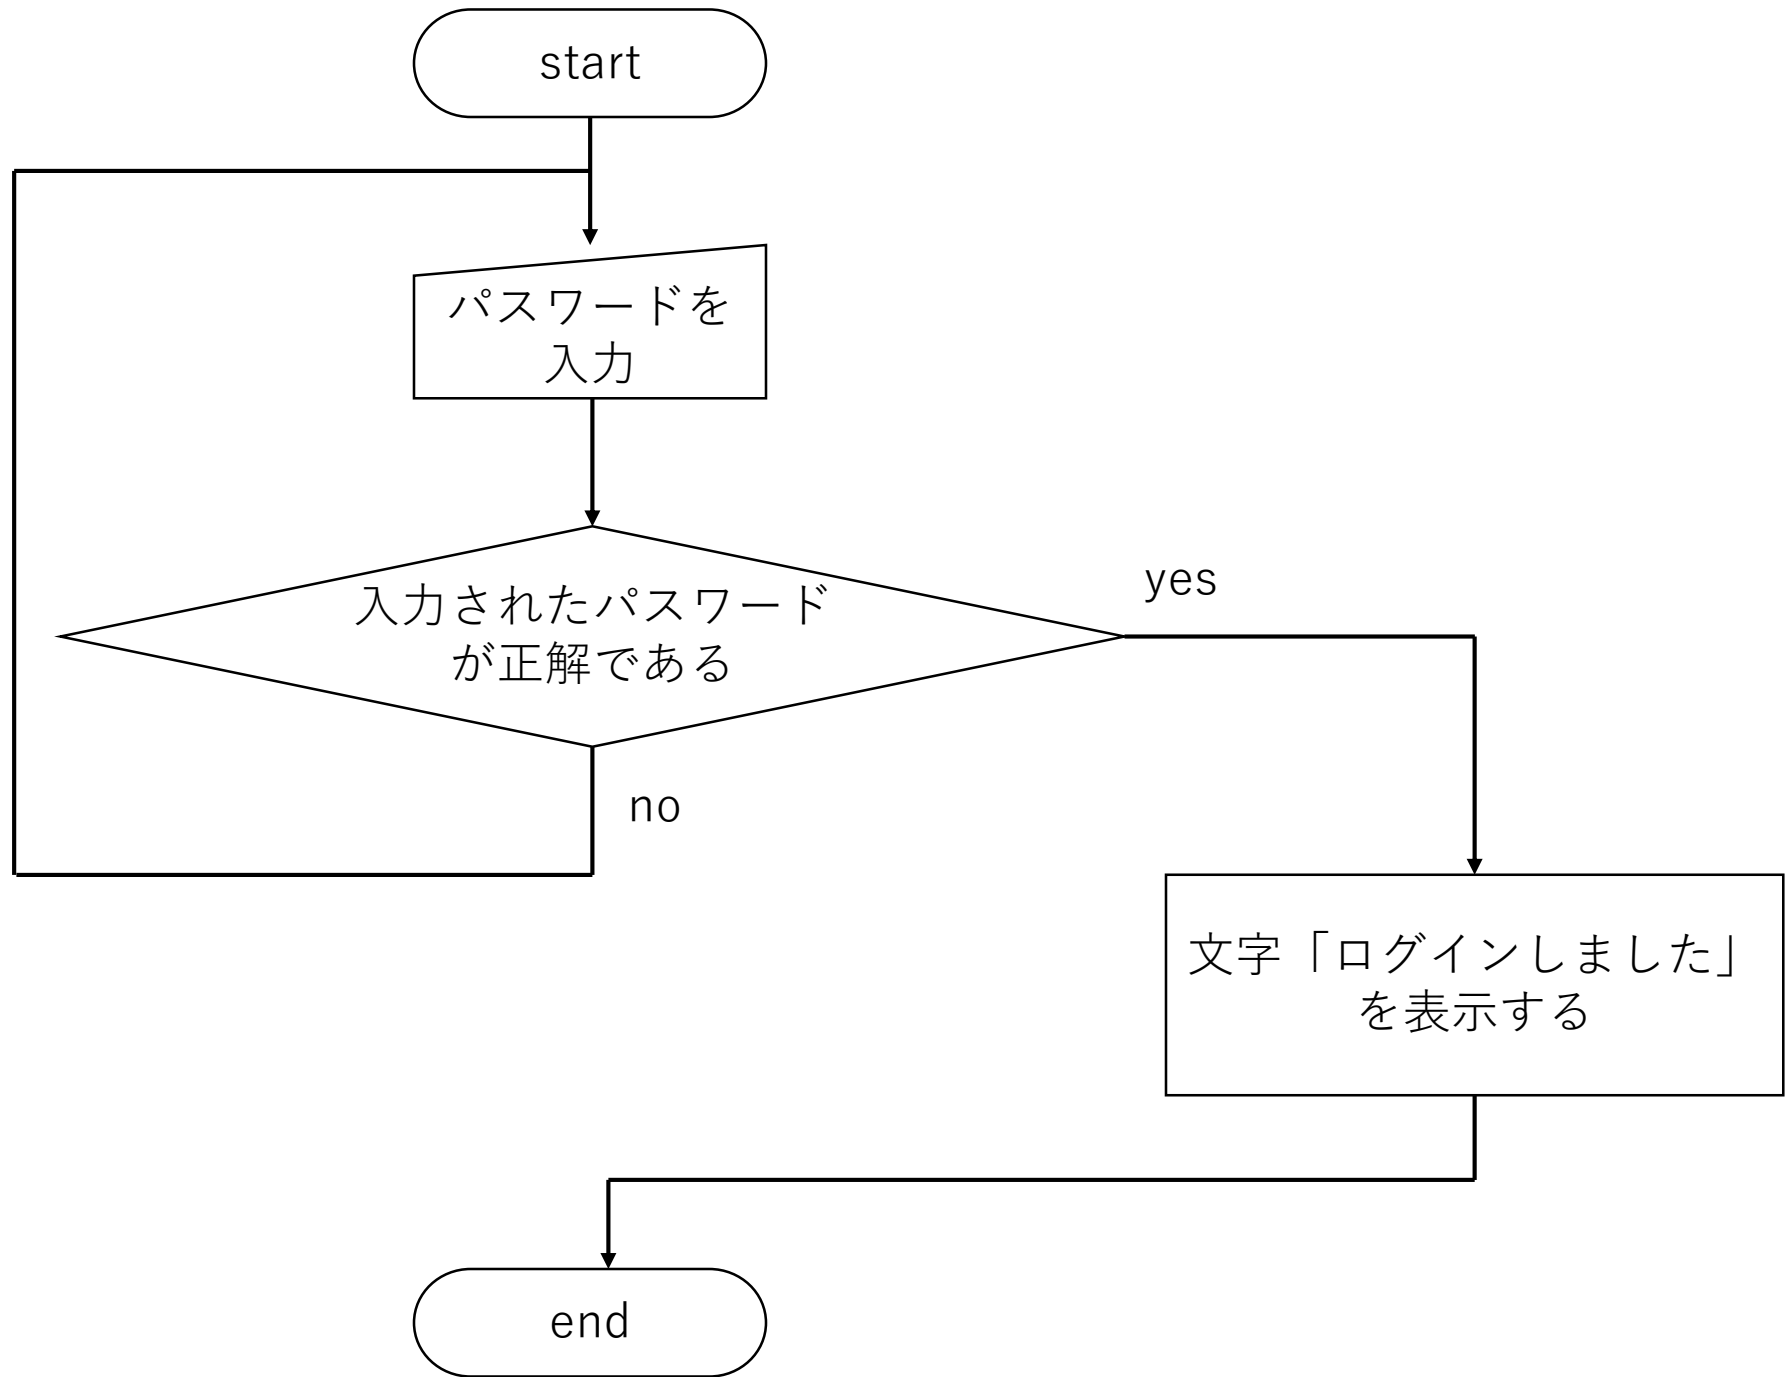 start
パスワードを
入力
入力されたパスワード
が正解である
yes
no
文字「ログインしました」
を表示する
end